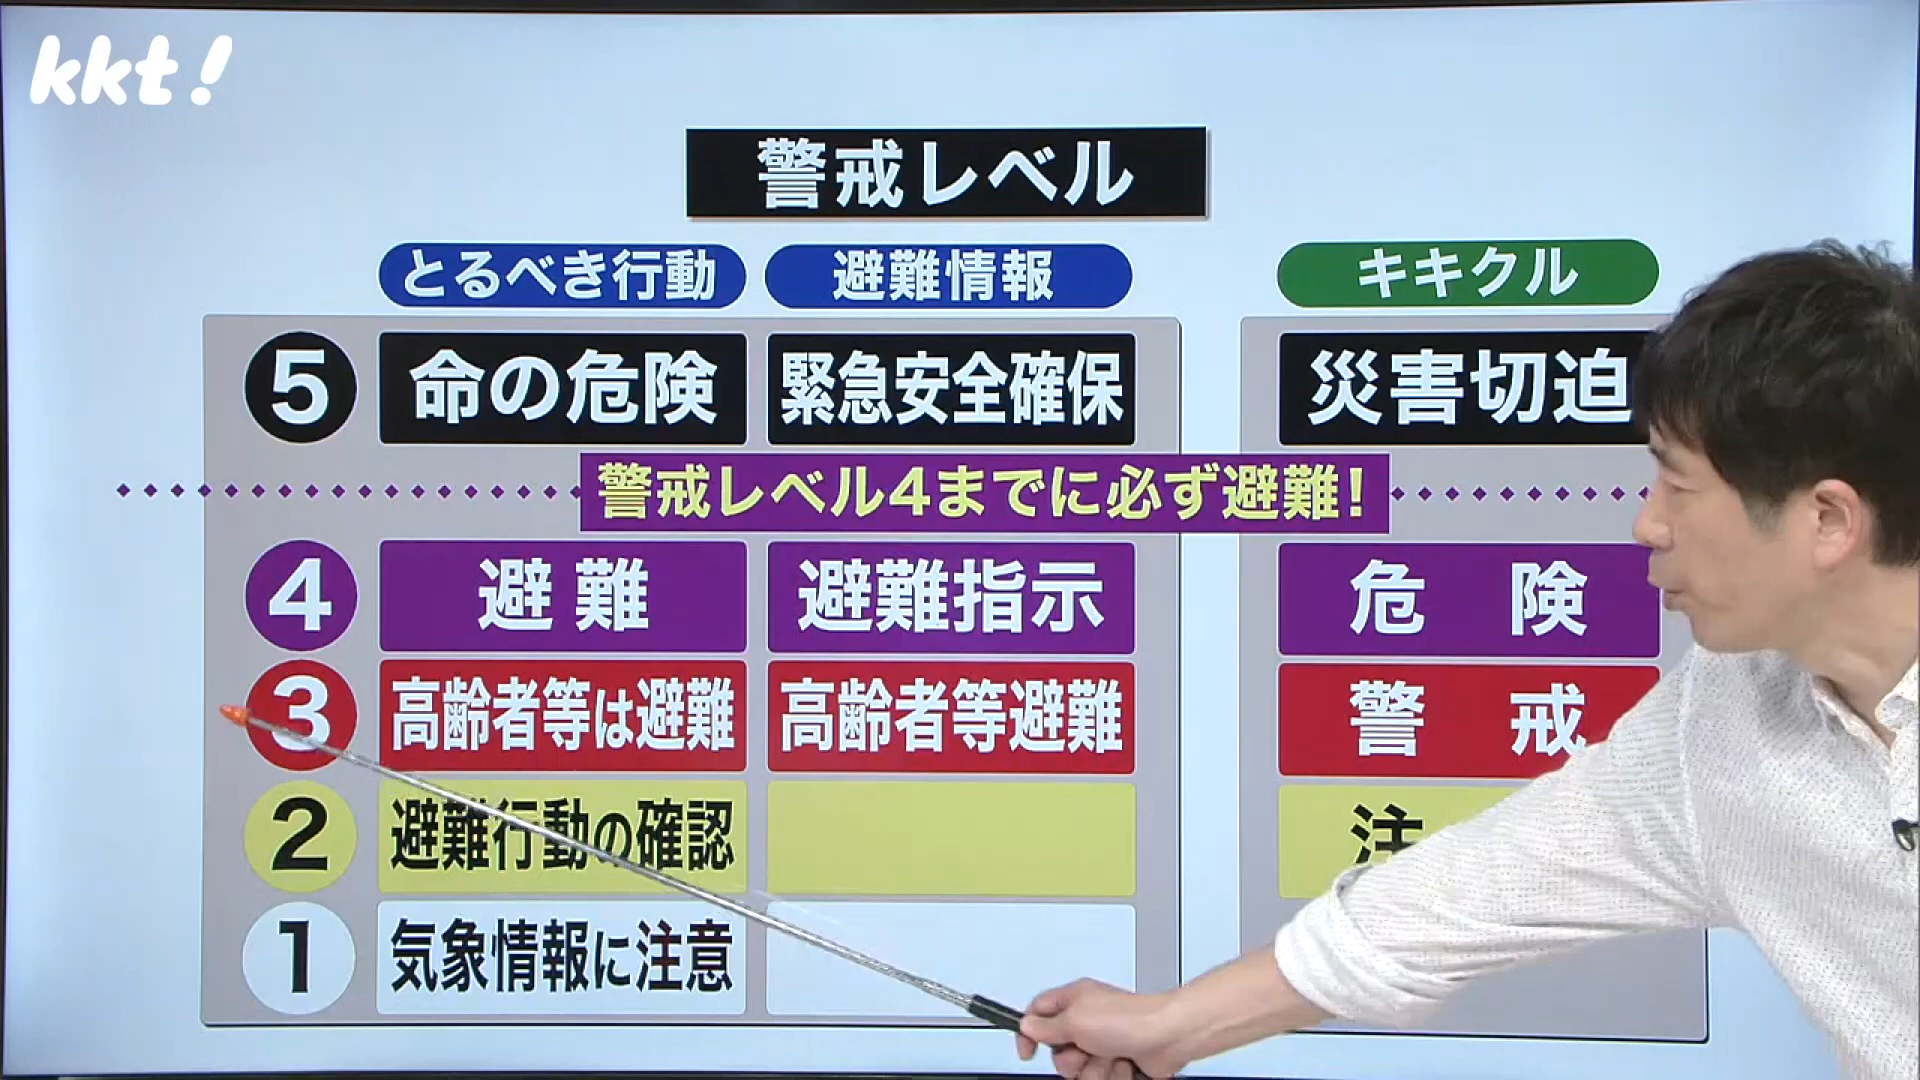 kkt!
警戒レベル
とるべき行動 避難情報 キキクル
5 命の危険 緊急安全確保 災害切迫
警戒レベル4までに必ず避難!
4 避難 避難指示 危険
3 高齢者等は避難 高齢者等避難 警戒
2 避難行動の確認 注
1 気象情報に注意